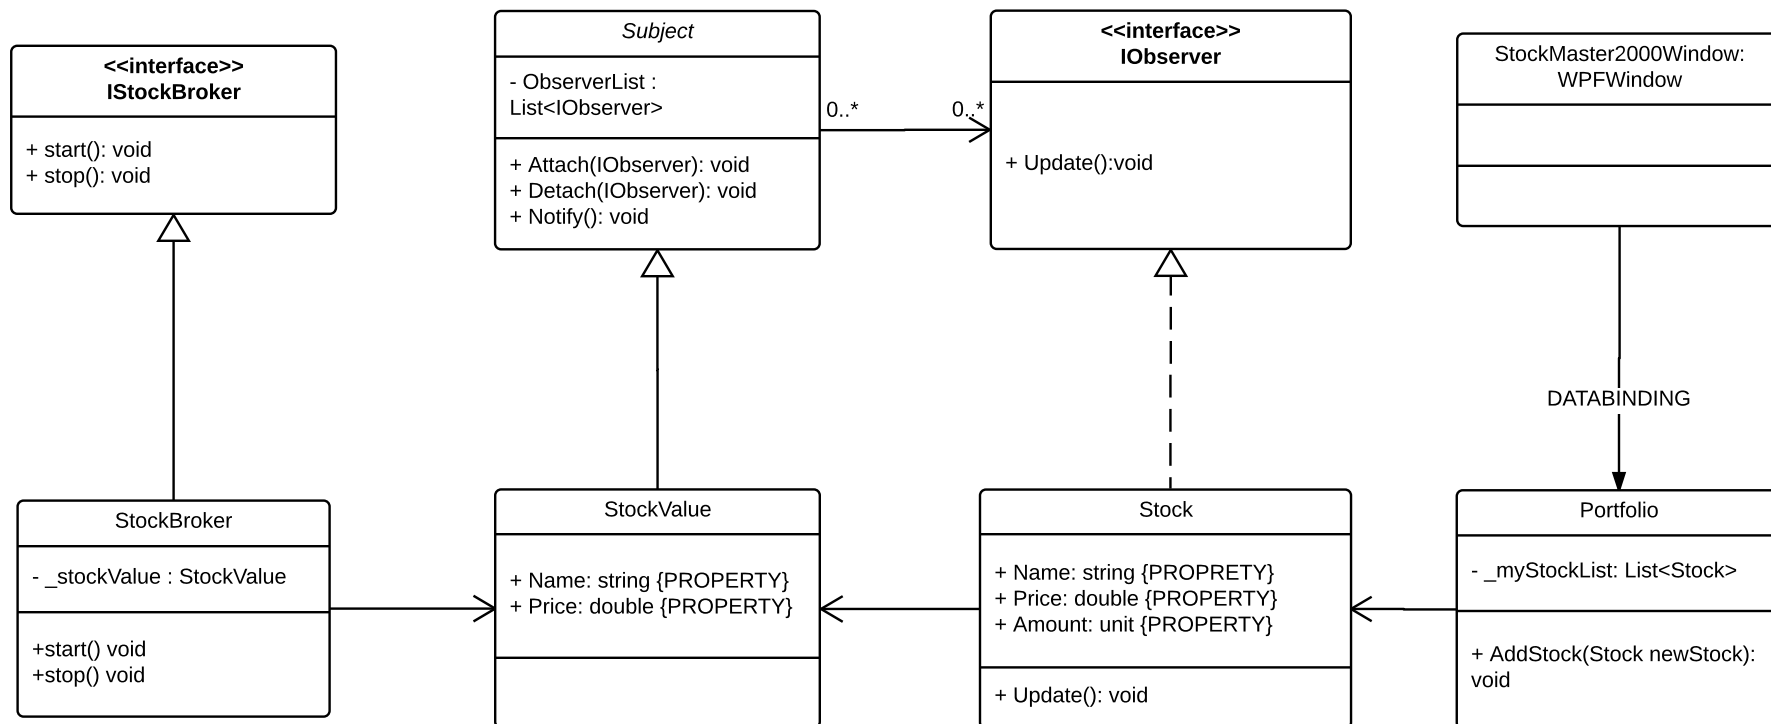 <<interface>>
IStockBroker
+ start(): void
+ stop(): void
Subject
- ObserverList :
List<IObserver>
+ Attach(IObserver): void
+ Detach(IObserver): void
+ Notify(): void
0..*
0..*
<<interface>>
IObserver
+ Update():void
StockMaster2000Window:
WPFWindow
DATABINDING
StockBroker
- _stockValue : StockValue
+start() void
+stop() void
StockValue
+ Name: string {PROPERTY}
+ Price: double {PROPERTY}
Stock
+ Name: string {PROPRETY}
+ Price: double {PROPERTY}
+ Amount: unit {PROPERTY}
+ Update(): void
Portfolio
- _myStockList: List<Stock>
+ AddStock(Stock newStock):
void